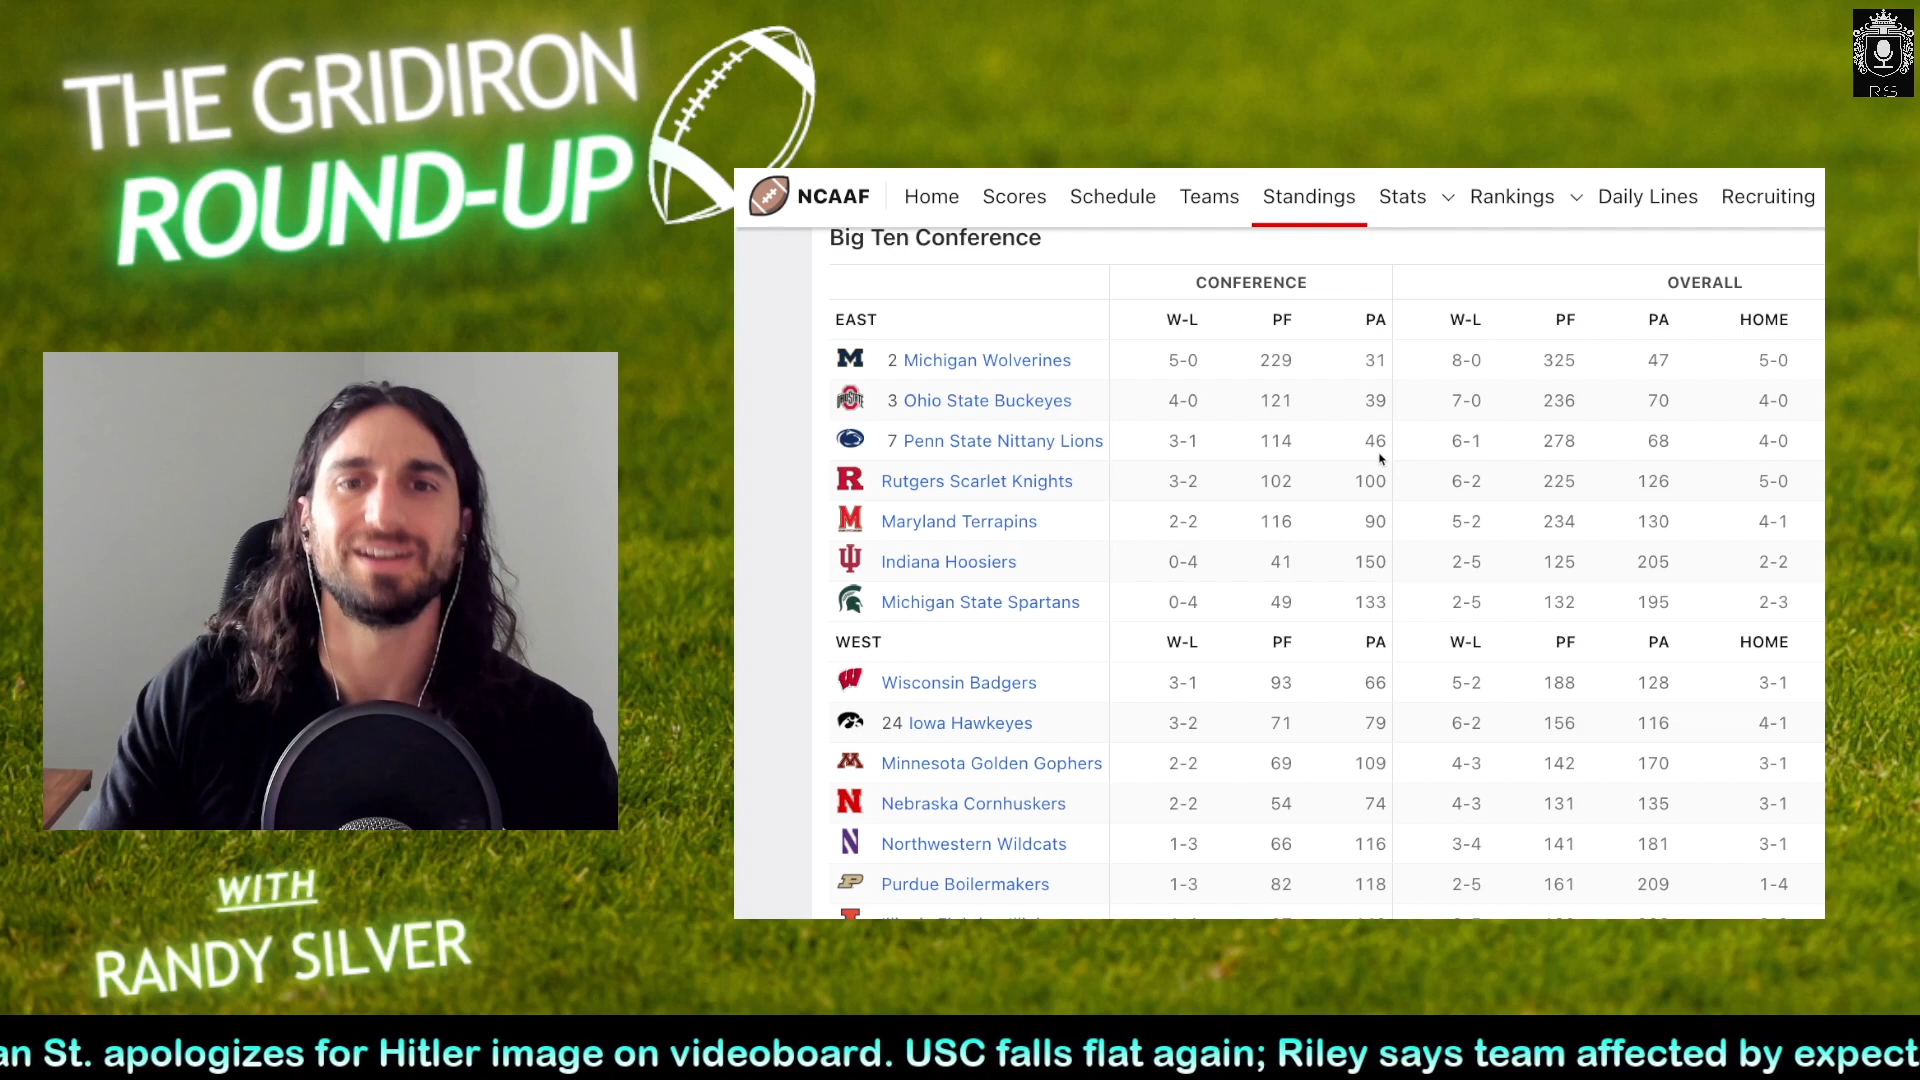 THE GRIDIRON
ROUND-UP
RS
NCAAF Home Scores Schedule Teams Standings Stats Rankings Daily Lines Recruiting
Big Ten Conference
CONFERENCE OVERALL
EAST W-L PF PA W-L PF PA HOME
2 Michigan Wolverines 5-0 229 31 8-0 325 47 5-0
3 Ohio State Buckeyes 4-0 121 39 7-0 236 70 4-0
7 Penn State Nittany Lions 3-1 114 46 6-1 278 68 4-0
Rutgers Scarlet Knights 3-2 102 100 6-2 225 126 5-0
Maryland Terrapins 2-2 116 90 5-2 234 130 4-1
Indiana Hoosiers 0-4 41 150 2-5 125 205 2-2
Michigan State Spartans 0-4 49 133 2-5 132 195 2-3
WEST W-L PF PA W-L PF PA HOME
Wisconsin Badgers 3-1 93 66 5-2 188 128 3-1
24 Iowa Hawkeyes 3-2 71 79 6-2 156 116 4-1
Minnesota Golden Gophers 2-2 69 109 4-3 142 170 3-1
Nebraska Cornhuskers 2-2 54 74 4-3 131 135 3-1
Northwestern Wildcats 1-3 66 116 3-4 141 181 3-1
Purdue Boilermakers 1-3 82 118 2-5 161 209 1-4
WITH
RANDY SILVER
an St. apologizes for Hitler image on videoboard. USC falls flat again; Riley says team affected by expect